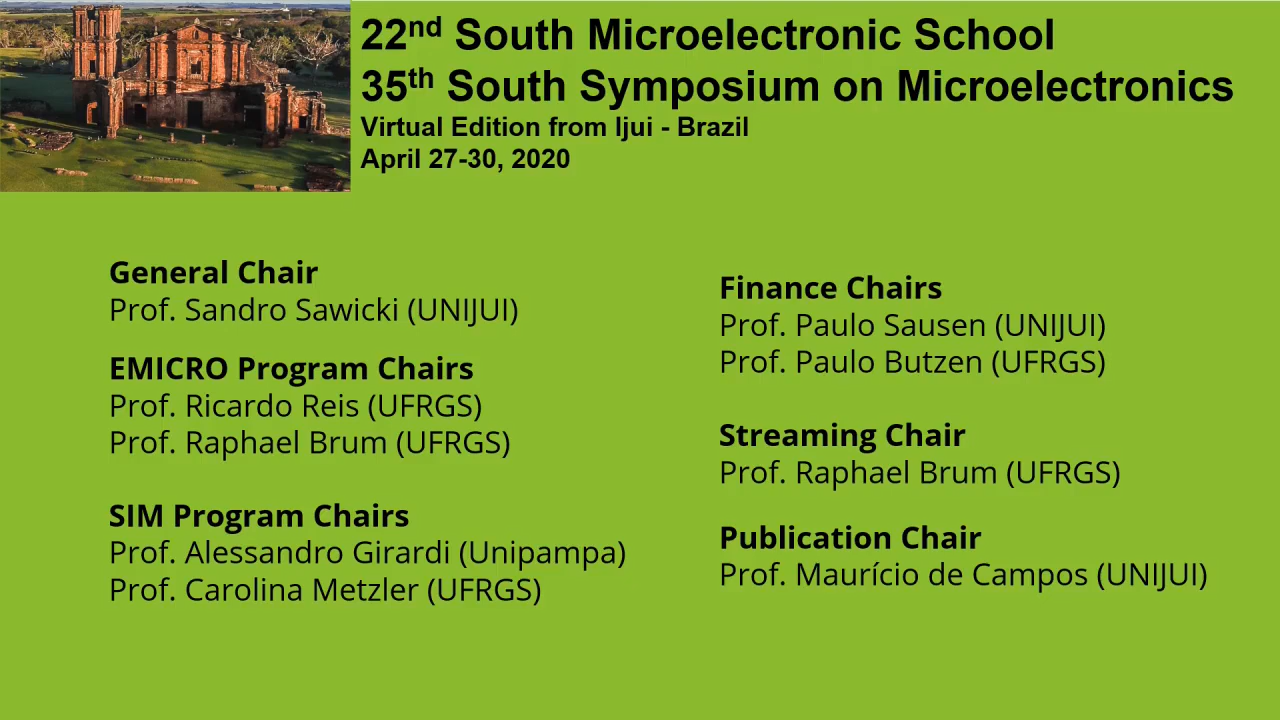 22nd South Microelectronic School
35th South Symposium on Microelectronics
Virtual Edition from Ijui - Brazil
April 27-30, 2020
General Chair
Prof. Sandro Sawicki (UNIJUI)
EMICRO Program Chairs
Prof. Ricardo Reis (UFRGS)
Prof. Raphael Brum (UFRGS)
SIM Program Chairs
Prof. Alessandro Girardi (Unipampa)
Prof. Carolina Metzler (UFRGS)
Finance Chairs
Prof. Paulo Sausen (UNIJUI)
Prof. Paulo Butzen (UFRGS)
Streaming Chair
Prof. Raphael Brum (UFRGS)
Publication Chair
Prof. Maurício de Campos (UNIJUI)